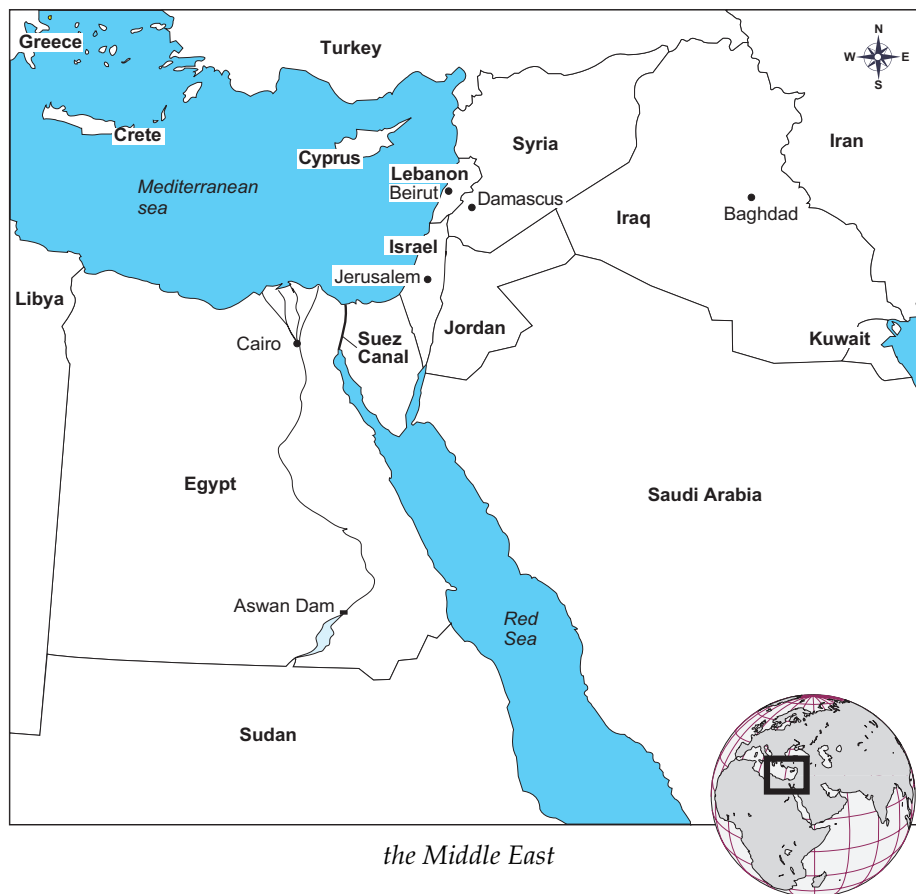 Greece
Turkey
N
W
E
S
Crete
Cyprus
Syria
Iran
Lebanon
Beirut
Mediterranean
sea
Damascus
Baghdad
Iraq
Israel
Jerusalem
Libya
Jordan
Kuwait
Cairo
Suez
Canal
Egypt
Saudi Arabia
Aswan Dam
Red
Sea
Sudan
the Middle East